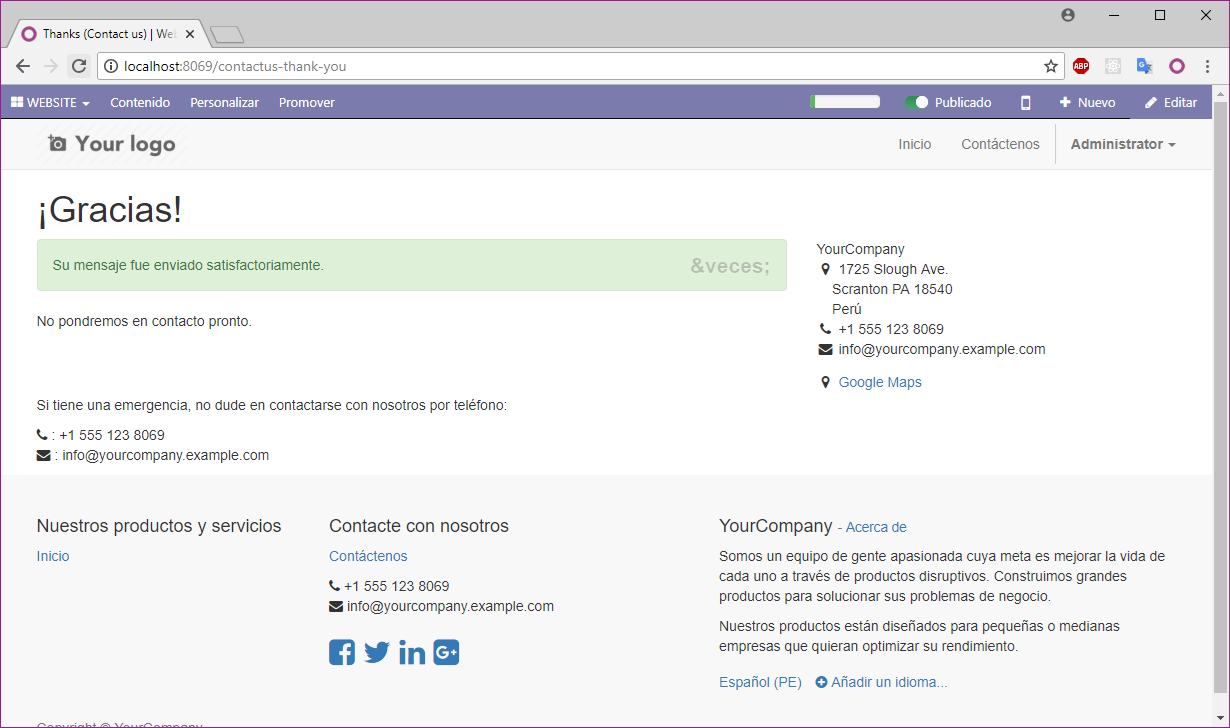 Thanks (Contact us) | We
localhost:8069/contactus-thank-you
ABP
WEBSITE Contenido Personalizar Promover Publicado Nuevo Editar
Your logo Inicio Contáctenos Administrator
¡Gracias!
Su mensaje fue enviado satisfactoriamente. &veces;
No pondremos en contacto pronto.
Si tiene una emergencia, no dude en contactarse con nosotros por teléfono:
: +1 555 123 8069
: info@yourcompany.example.com
YourCompany
1725 Slough Ave.
Scranton PA 18540
Perú
+1 555 123 8069
info@yourcompany.example.com
Google Maps
Nuestros productos y servicios
Inicio
Contacte con nosotros
Contáctenos
+1 555 123 8069
info@yourcompany.example.com
YourCompany - Acerca de
Somos un equipo de gente apasionada cuya meta es mejorar la vida de
cada uno a través de productos disruptivos. Construimos grandes
productos para solucionar sus problemas de negocio.
Nuestros productos están diseñados para pequeñas o medianas
empresas que quieran optimizar su rendimiento.
Español (PE) Añadir un idioma...
Copyright © YourCompany